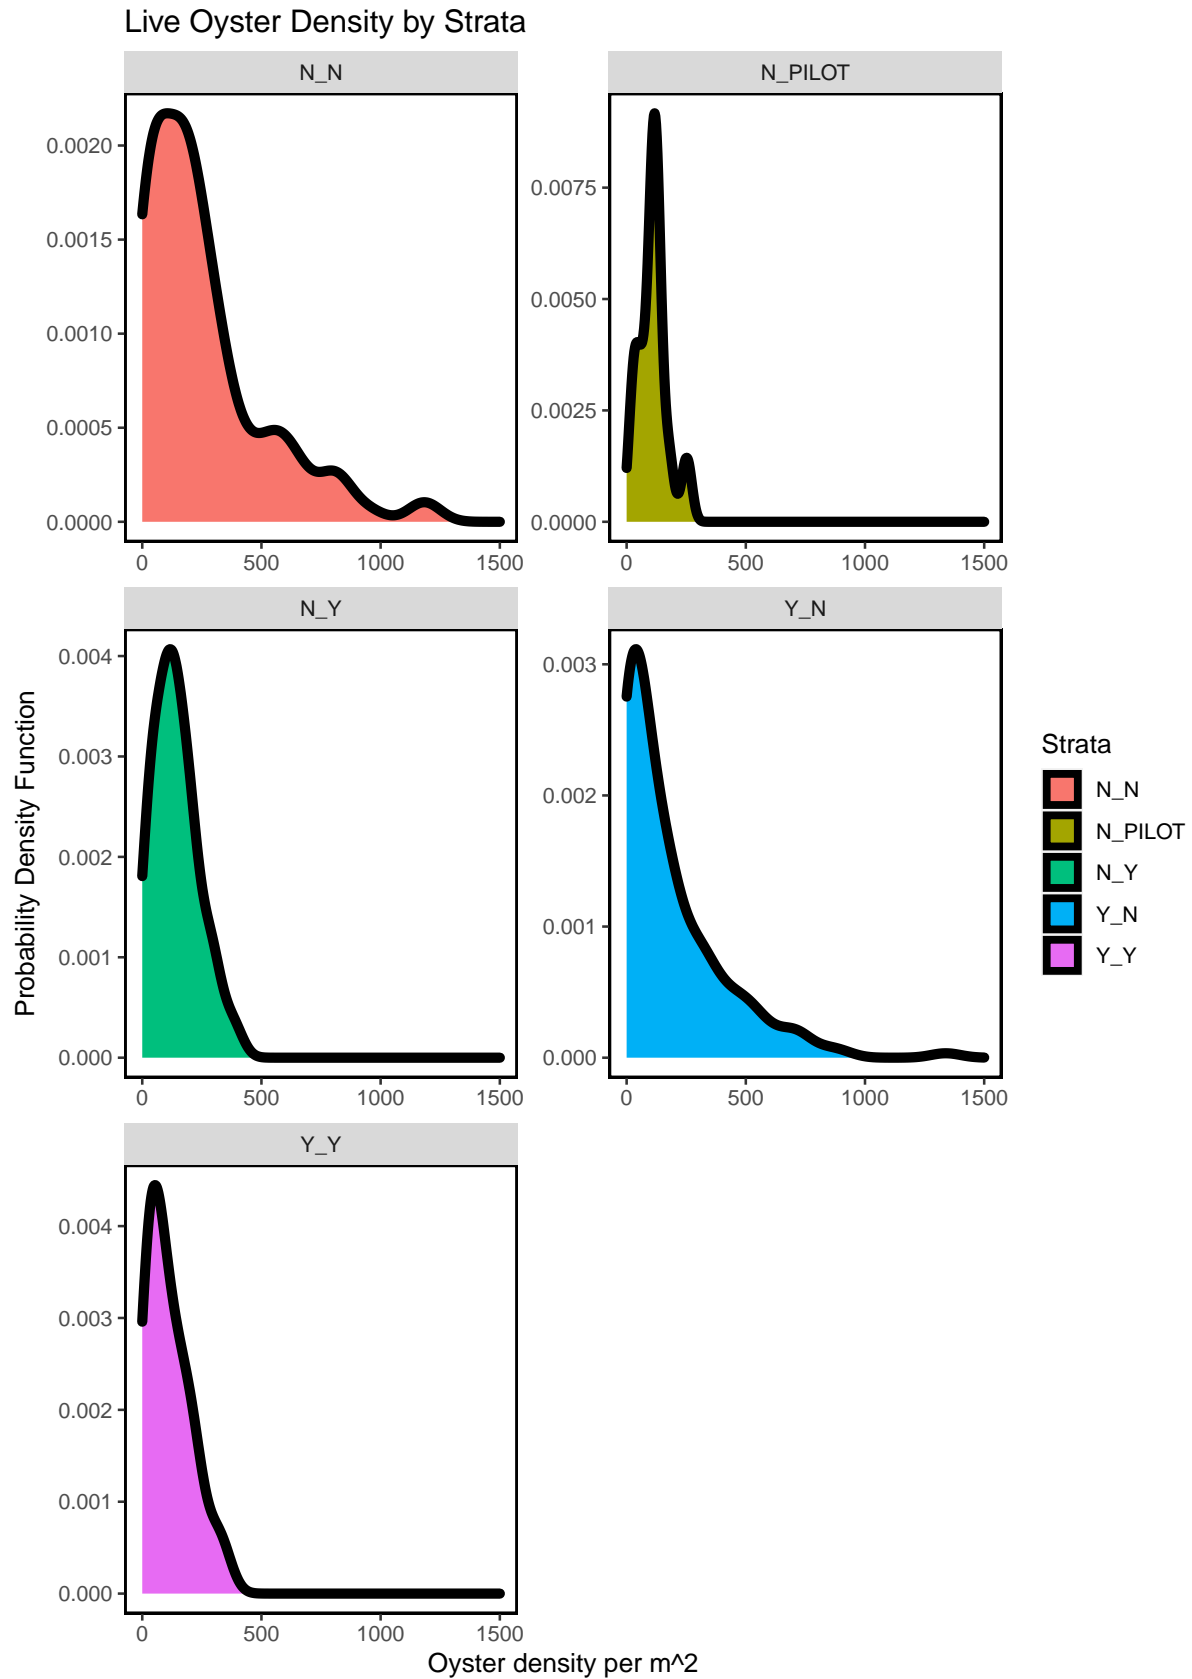 Live Oyster Density by Strata
N_N
0.0020
0.0015
0.0010
0.0005
0.0000
0 500 1000 1500
N_PILOT
0.0075
0.0050
0.0025
0.0000
0 500 1000 1500
N_Y
0.004
0.003
0.002
0.001
0.000
0 500 1000 1500
Y_N
0.003
0.002
0.001
0.000
0 500 1000 1500
Y_Y
0.004
0.003
0.002
0.001
0.000
0 500 1000 1500
Probability Density Function
Oyster density per m^2
Strata
N_N
N_PILOT
N_Y
Y_N
Y_Y